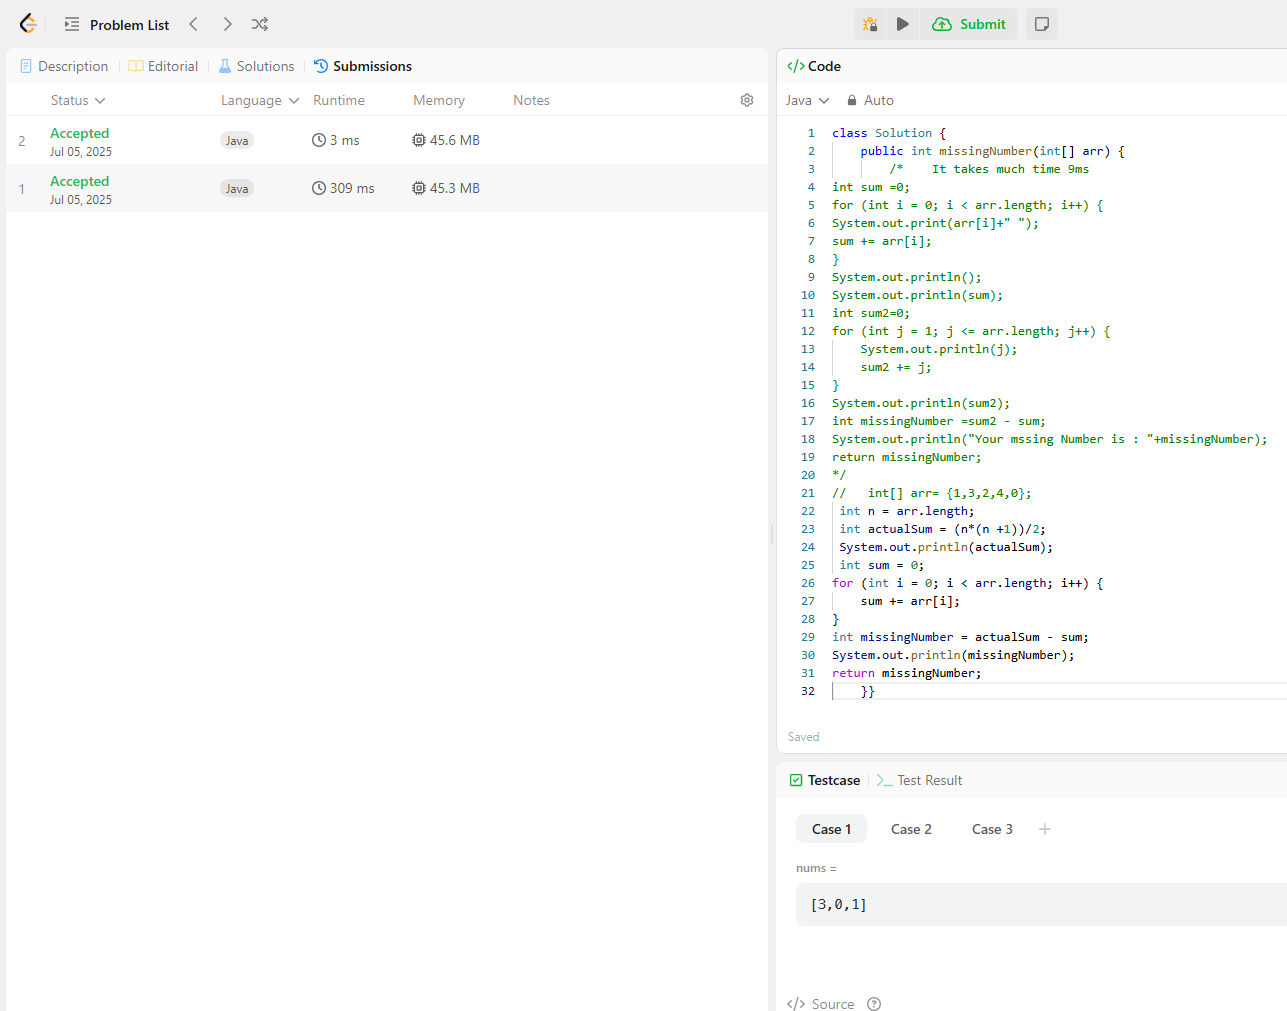 Problem List
Submit
Description
Editorial
Solutions
Submissions
Status
Language
Runtime
Memory
Notes
2
Accepted
Jul 05, 2025
Java
3 ms
45.6 MB
1
Accepted
Jul 05, 2025
Java
309 ms
45.3 MB
</> Code
Java
Auto
1 class Solution {
2 public int missingNumber(int[] arr) {
3 /* It takes much time 9ms
4 int sum =0;
5 for (int i = 0; i < arr.length; i++) {
6 System.out.print(arr[i]+" ");
7 sum += arr[i];
8 }
9 System.out.println();
10 System.out.println(sum);
11 int sum2=0;
12 for (int j = 1; j <= arr.length; j++) {
13 System.out.println(j);
14 sum2 += j;
15 }
16 System.out.println(sum2);
17 int missingNumber =sum2 - sum;
18 System.out.println("Your mssing Number is : "+missingNumber);
19 return missingNumber;
20 */
21 // int[] arr= {1,3,2,4,0};
22 int n = arr.length;
23 int actualSum = (n*(n +1))/2;
24 System.out.println(actualSum);
25 int sum = 0;
26 for (int i = 0; i < arr.length; i++) {
27 sum += arr[i];
28 }
29 int missingNumber = actualSum - sum;
30 System.out.println(missingNumber);
31 return missingNumber;
32 }}
Saved
Testcase
Test Result
Case 1
Case 2
Case 3
+
nums =
[3,0,1]
</> Source